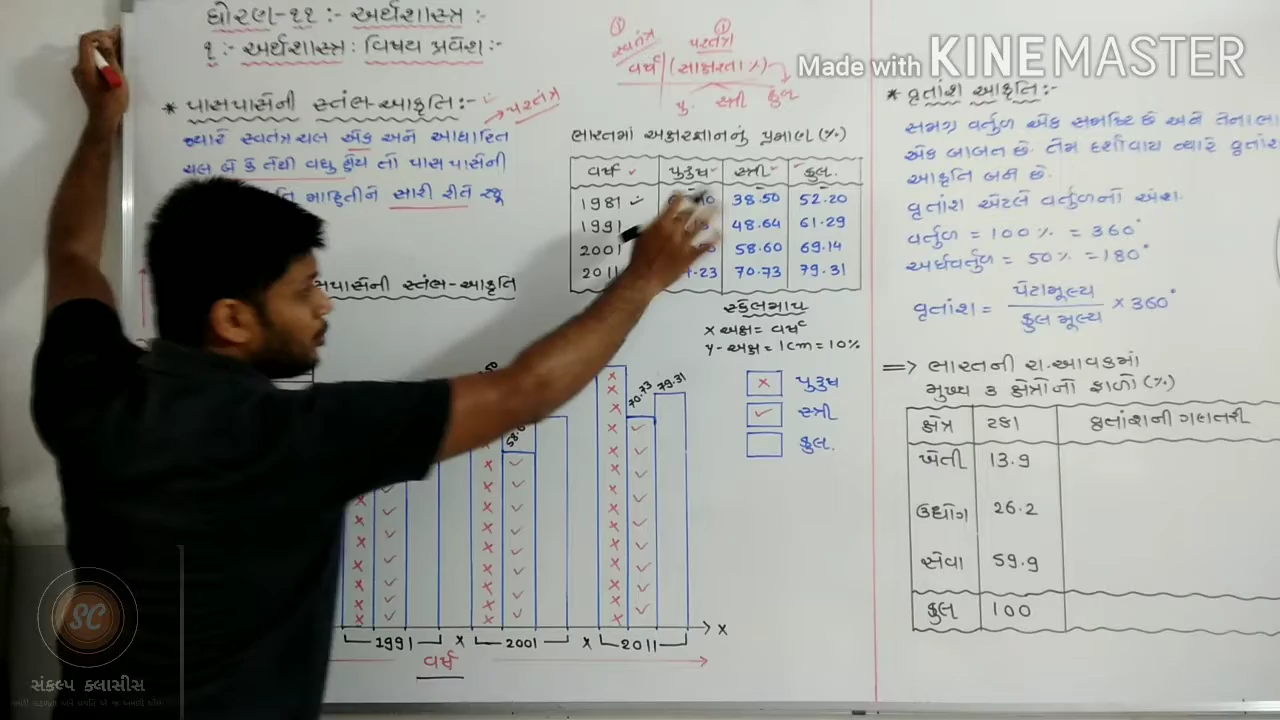 ધોરણ-૧૧ :- અર્થશાસ્ત્ર :-
૧ :- અર્થશાસ્ત્ર : વિષય પ્રવેશ :-
① ①
સ્વતંત્ર પરતંત્ર
વર્ષ (સાક્ષરતા %)
પુ. સ્ત્રી કુલ
Made with KINEMASTER
* પાસપાસેની સ્તંભ-આકૃતિ :-
→ પરતંત્ર
જ્યારે સ્વતંત્ર ચલ એક અને આધારિત
ચલ બે કે તેથી વધુ હોય તો પાસ પાસેની
માહિતીને સારી રીતે રજૂ
પાસેની સ્તંભ-આકૃતિ
ભારતમાં અક્ષરજ્ઞાનનું પ્રમાણ (%)
વર્ષ પુરુષ સ્ત્રી કુલ
1981 38.50 52.20
1991 48.64 61.29
2001 58.60 69.14
2011 .23 70.73 79.31
સ્કેલમાપ
x અક્ષ = વર્ષ
y-અક્ષ = 1cm = 10%
x પુરુષ
✓ સ્ત્રી
કુલ
70.73 79.31
1991 x 2001 x 2011 x
વર્ષ
* વૃતાંશ આકૃતિ :-
સમગ્ર વર્તુળ એક સમષ્ટિ છે અને તેના ભા
એક બાબત છે. તેમ દર્શાવાય ત્યારે વૃતાંશ
આકૃતિ બને છે.
વૃતાંશ એટલે વર્તુળનો અંશ.
વર્તુળ = 100% = 360°
અર્ધવર્તુળ = 50% = 180°
વૃતાંશ = પેટામૂલ્ય / કુલ મૂલ્ય × 360°
⇒ ભારતની રા.આવકમાં
મુખ્ય ૩ ક્ષેત્રોનો ફાળો (%)
ક્ષેત્ર ટકા વૃતાંશની ગણતરી
ખેતી 13.9
ઉદ્યોગ 26.2
સેવા 59.9
કુલ 100
SC
સંકલ્પ ક્લાસીસ